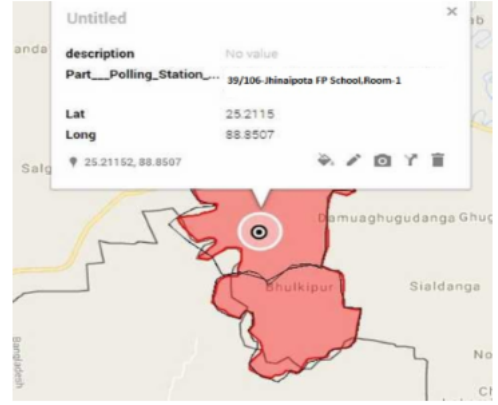 Untitled
description No value
Part___Polling_Station_... 39/106-Jhinaipota FP School,Room-1
Lat 25.2115
Long 88.8507
25.21152, 88.8507
anda
Salg
Damuaghugudanga Ghug
Bhulkipur
Sialdanga
Bangladesh
No